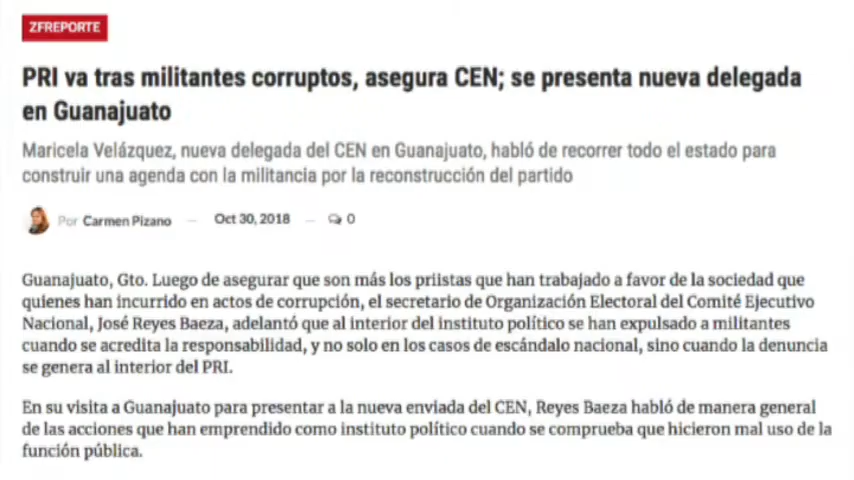 ZFREPORTE
PRI va tras militantes corruptos, asegura CEN; se presenta nueva delegada
en Guanajuato
Maricela Velázquez, nueva delegada del CEN en Guanajuato, habló de recorrer todo el estado para
construir una agenda con la militancia por la reconstrucción del partido
Por Carmen Pizano — Oct 30, 2018 — 0
Guanajuato, Gto. Luego de asegurar que son más los priistas que han trabajado a favor de la sociedad que
quienes han incurrido en actos de corrupción, el secretario de Organización Electoral del Comité Ejecutivo
Nacional, José Reyes Baeza, adelantó que al interior del instituto político se han expulsado a militantes
cuando se acredita la responsabilidad, y no solo en los casos de escándalo nacional, sino cuando la denuncia
se genera al interior del PRI.
En su visita a Guanajuato para presentar a la nueva enviada del CEN, Reyes Baeza habló de manera general
de las acciones que han emprendido como instituto político cuando se comprueba que hicieron mal uso de la
función pública.